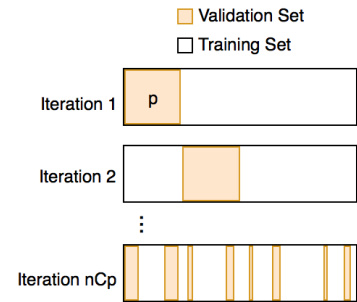 Validation Set
Training Set
Iteration 1
p
Iteration 2
⋮
Iteration nCp